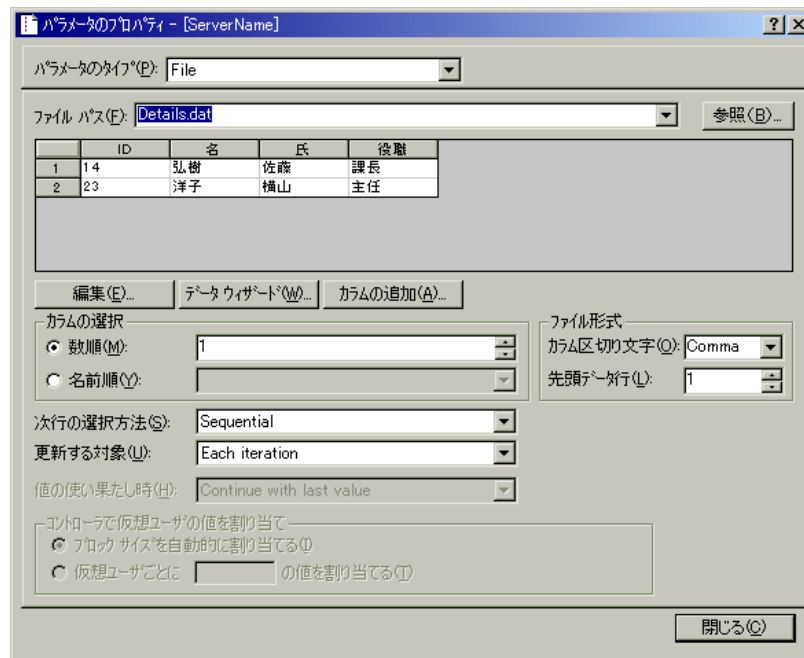 パラメータのプロパティ - [ServerName]
パラメータのタイプ(P): File
ファイル パス(F): Details.dat 参照(B)...
ID 名 氏 役職
1 14 弘樹 佐藤 課長
2 23 洋子 横山 主任
編集(E)... データ ウィザード(W)... カラムの追加(A)...
カラムの選択
数順(M): 1
名前順(Y):
ファイル形式
カラム区切り文字(O): Comma
先頭データ行(L): 1
次行の選択方法(S): Sequential
更新する対象(U): Each iteration
値の使い果たし時(H): Continue with last value
コントローラで仮想ユーザの値を割り当て
ブロック サイズを自動的に割り当てる(I)
仮想ユーザごとに の値を割り当てる(T)
閉じる(C)